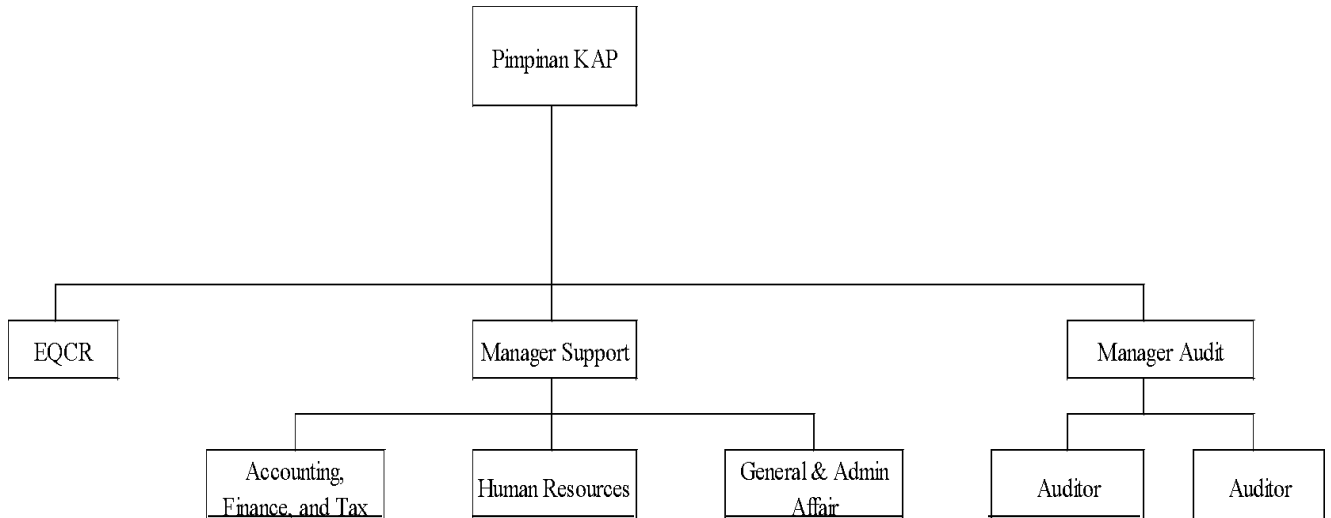 Pimpinan KAP
EQCR
Manager Support
Manager Audit
Accounting,
Finance, and Tax
Human Resources
General & Admin
Affair
Auditor
Auditor